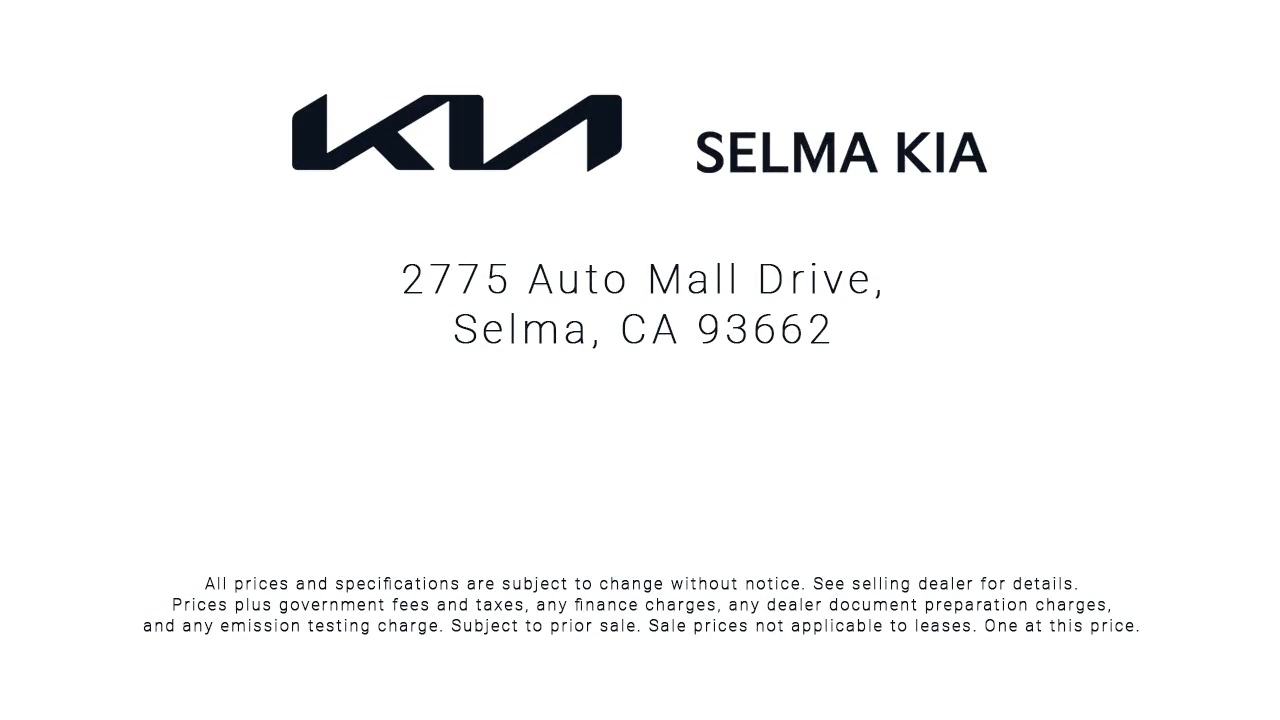 KIA SELMA KIA
2775 Auto Mall Drive,
Selma, CA 93662
All prices and specifications are subject to change without notice. See selling dealer for details.
Prices plus government fees and taxes, any finance charges, any dealer document preparation charges,
and any emission testing charge. Subject to prior sale. Sale prices not applicable to leases. One at this price.